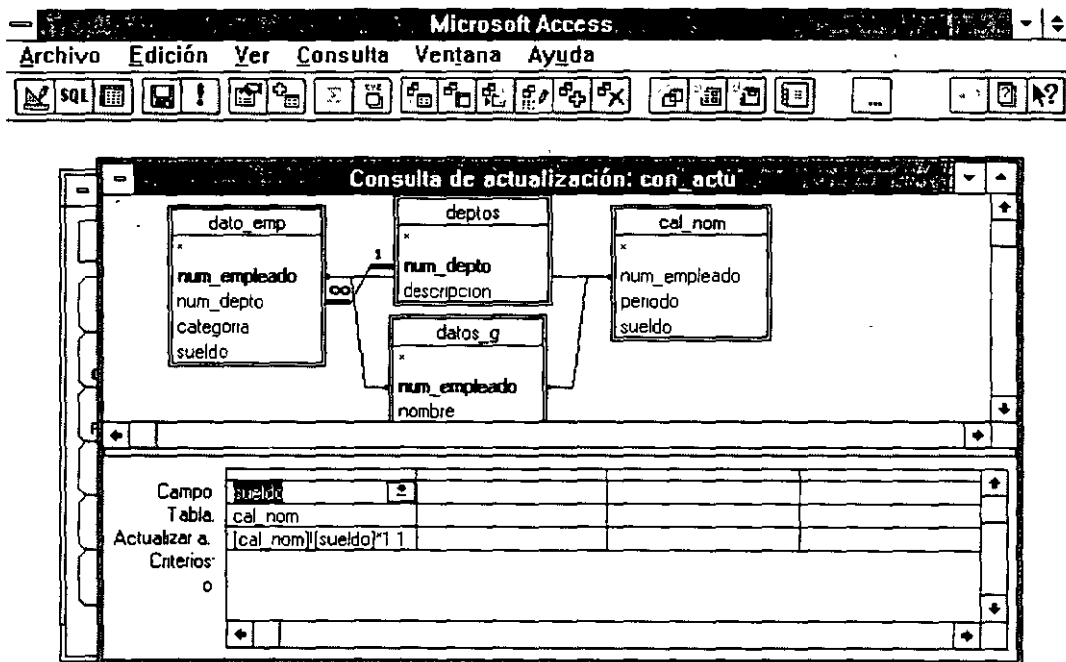 Microsoft Access
Archivo Edición Ver Consulta Ventana Ayuda
SQL
XYZ
...
Consulta de actualización: con_actu
dato_emp
*
num_empleado
num_depto
categoria
sueldo
1
∞
deptos
*
num_depto
descripcion
datos_g
*
num_empleado
nombre
cal_nom
*
num_empleado
periodo
sueldo
Campo sueldo
Tabla. cal_nom
Actualizar a. [cal_nom]![sueldo]*1 1
Criterios:
o